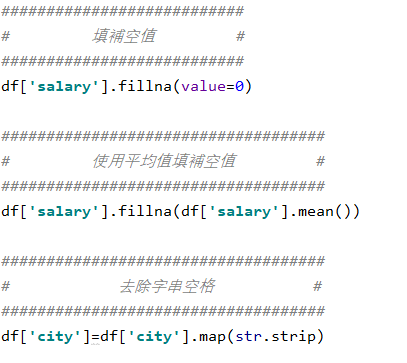 ###########################
#         填補空值         #
###########################
df['salary'].fillna(value=0)
####################################
#         使用平均值填補空值         #
####################################
df['salary'].fillna(df['salary'].mean())
####################################
#            去除字串空格           #
####################################
df['city']=df['city'].map(str.strip)